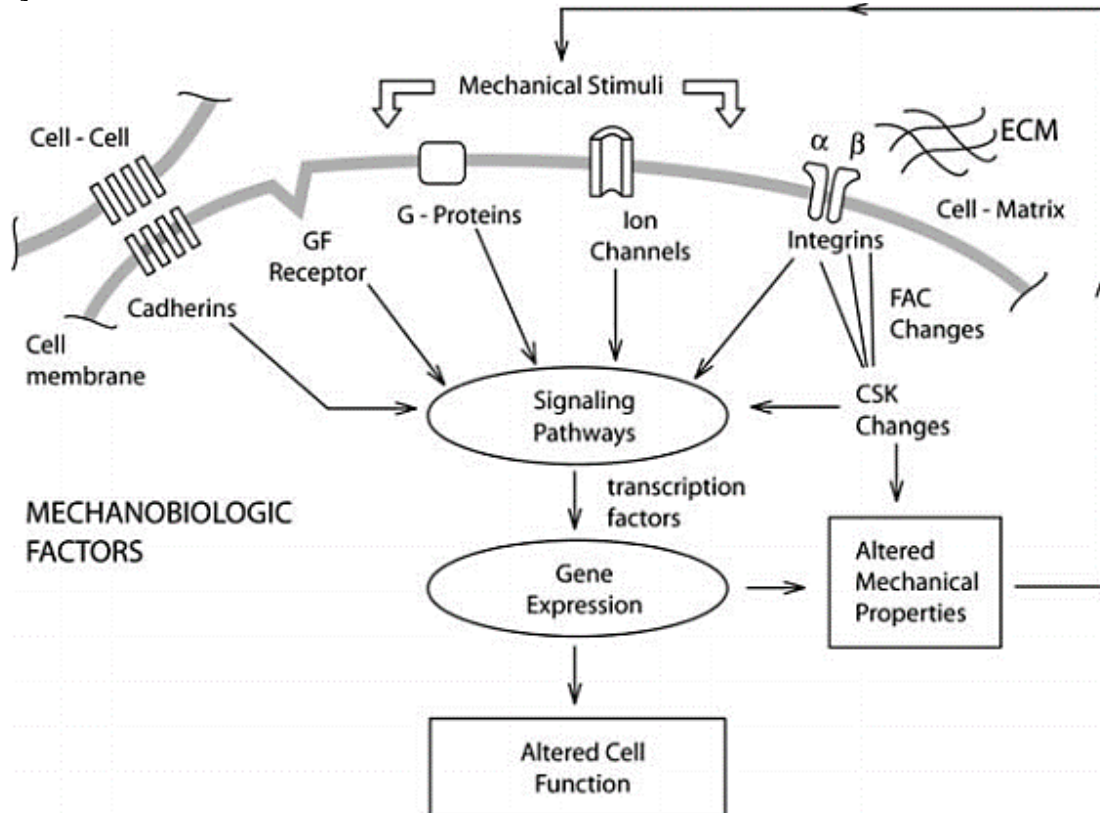 Mechanical Stimuli
Cell - Cell
α β
ECM
G - Proteins
Ion
Channels
Integrins
Cell - Matrix
GF
Receptor
Cadherins
FAC
Changes
Cell
membrane
Signaling
Pathways
CSK
Changes
transcription
factors
MECHANOBIOLOGIC
FACTORS
Gene
Expression
Altered
Mechanical
Properties
Altered Cell
Function